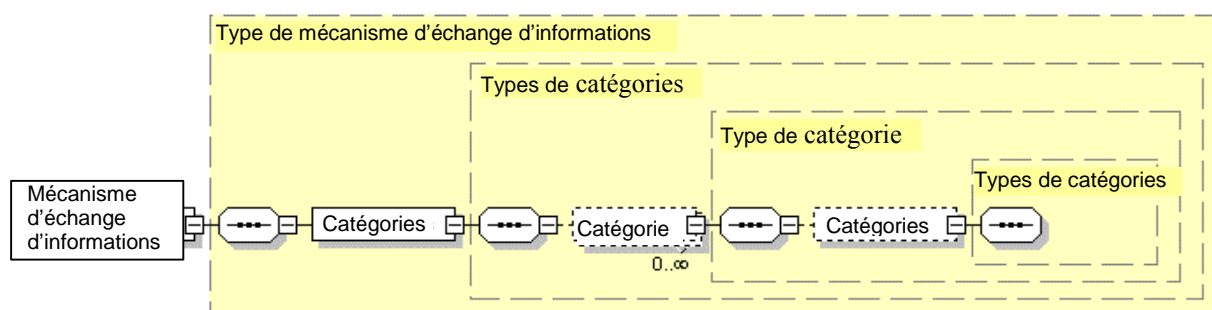 Type de mécanisme d'échange d'informations
Types de catégories
Type de catégorie
Types de catégories
Mécanisme
d'échange
d'informations
Catégories
Catégorie
Catégories
0..∞